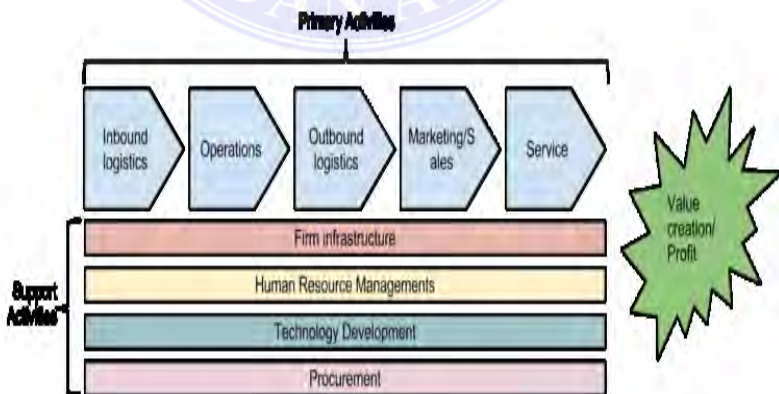 Primary Activities
Inbound
logistics
Operations
Outbound
logistics
Marketing/S
ales
Service
Value
creation/
Profit
Firm infrastructure
Human Resource Managements
Technology Development
Procurement
Support
Activities